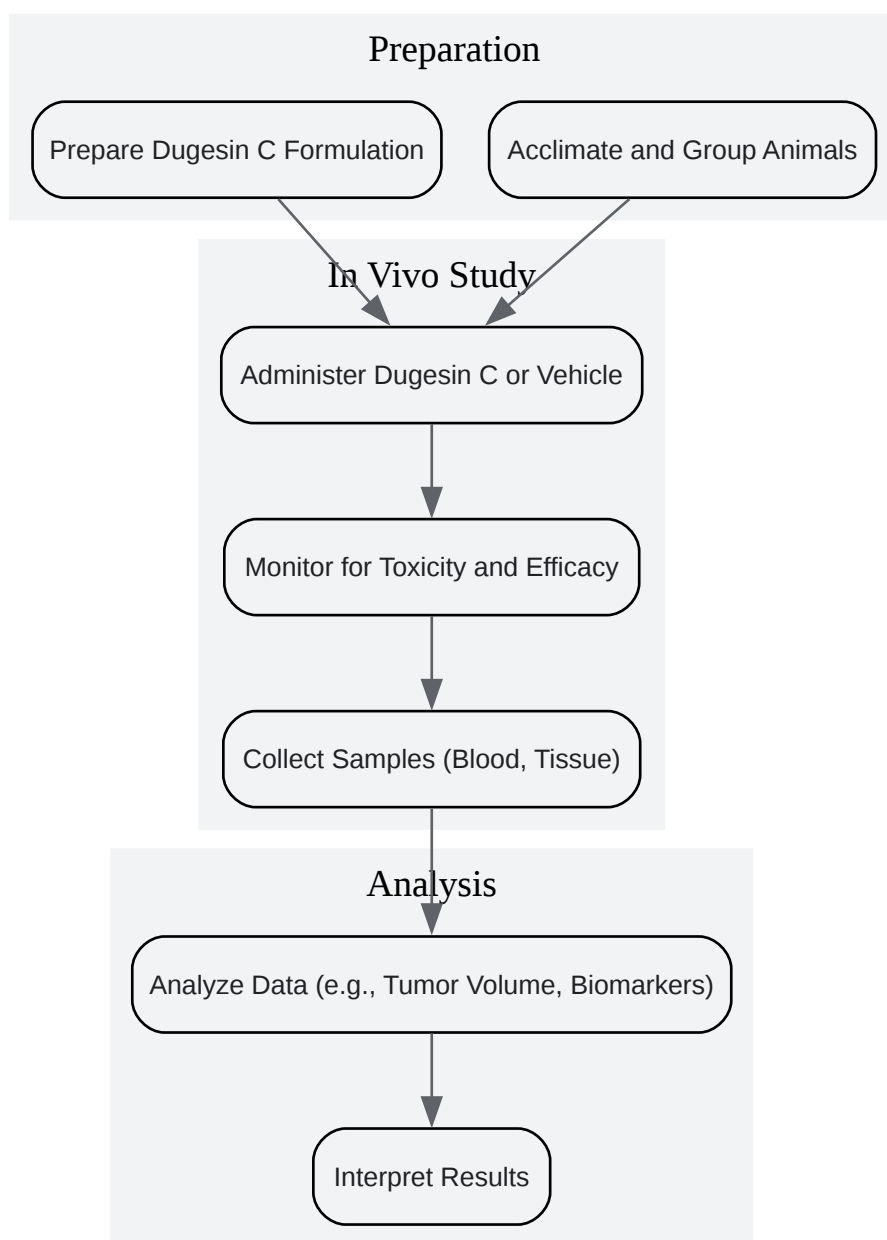 Preparation
Prepare Dugesin C Formulation
Acclimate and Group Animals
In Vivo Study
Administer Dugesin C or Vehicle
Monitor for Toxicity and Efficacy
Collect Samples (Blood, Tissue)
Analysis
Analyze Data (e.g., Tumor Volume, Biomarkers)
Interpret Results